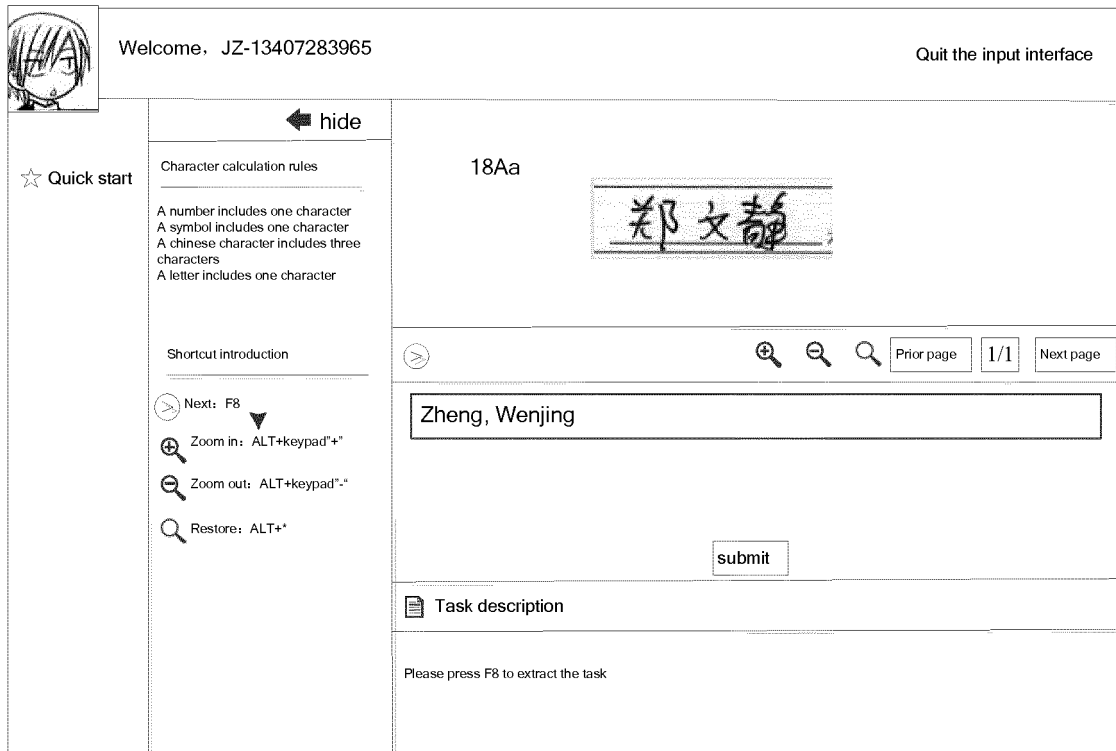 Welcome，JZ-13407283965
Quit the input interface
hide
Quick start
Character calculation rules
A number includes one character
A symbol includes one character
A chinese character includes three
characters
A letter includes one character
Shortcut introduction
Next：F8
Zoom in：ALT+keypad"+"
Zoom out：ALT+keypad"-"
Restore：ALT+*
18Aa
郑文静
Prior page
1/1
Next page
Zheng, Wenjing
submit
Task description
Please press F8 to extract the task